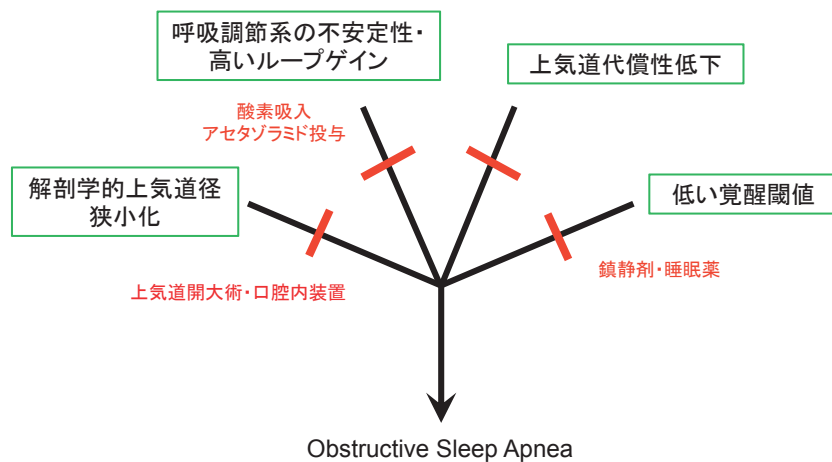 呼吸調節系の不安定性・
高いループゲイン
上気道代償性低下
酸素吸入
アセタゾラミド投与
解剖学的上気道径
狭小化
低い覚醒閾値
上気道開大術・口腔内装置
鎮静剤・睡眠薬
Obstructive Sleep Apnea